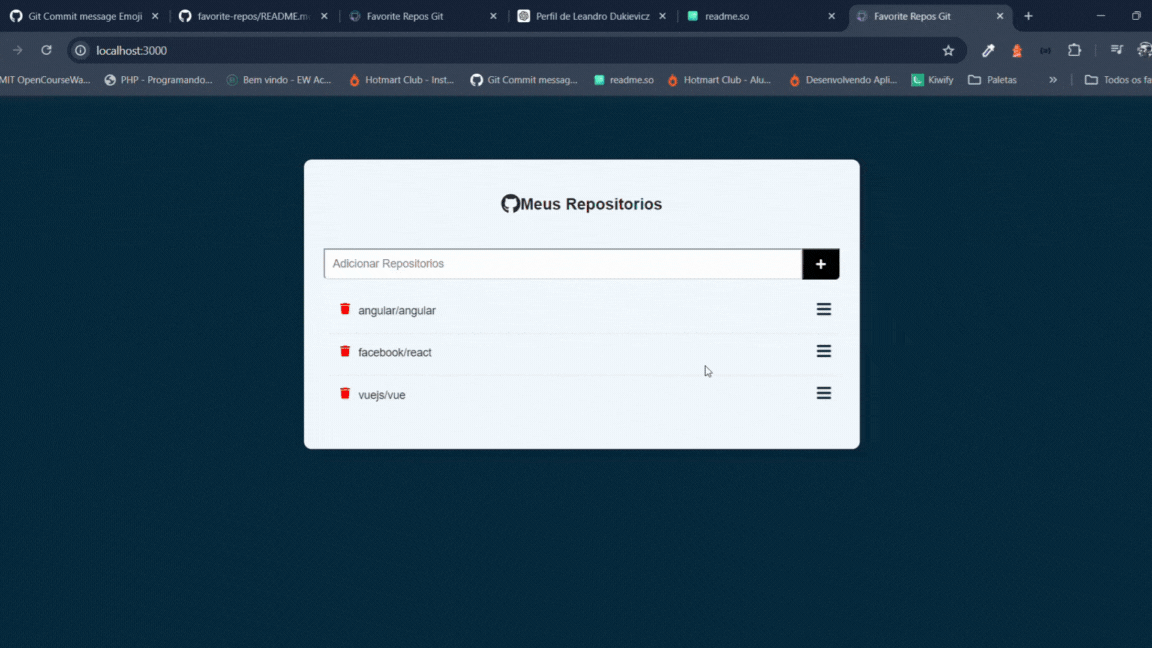 Git Commit message Emoji
favorite-repos/README.m
Favorite Repos Git
Perfil de Leandro Dukievicz
readme.so
Favorite Repos Git
localhost:3000
MIT OpenCourseWa...
PHP - Programando...
Bem vindo - EW Ac...
Hotmart Club - Inst...
Git Commit messag...
readme.so
Hotmart Club - Alu...
Desenvolvendo Apli...
Kiwify
Paletas
Todos os fa
Meus Repositorios
Adicionar Repositorios
+
angular/angular
facebook/react
vuejs/vue